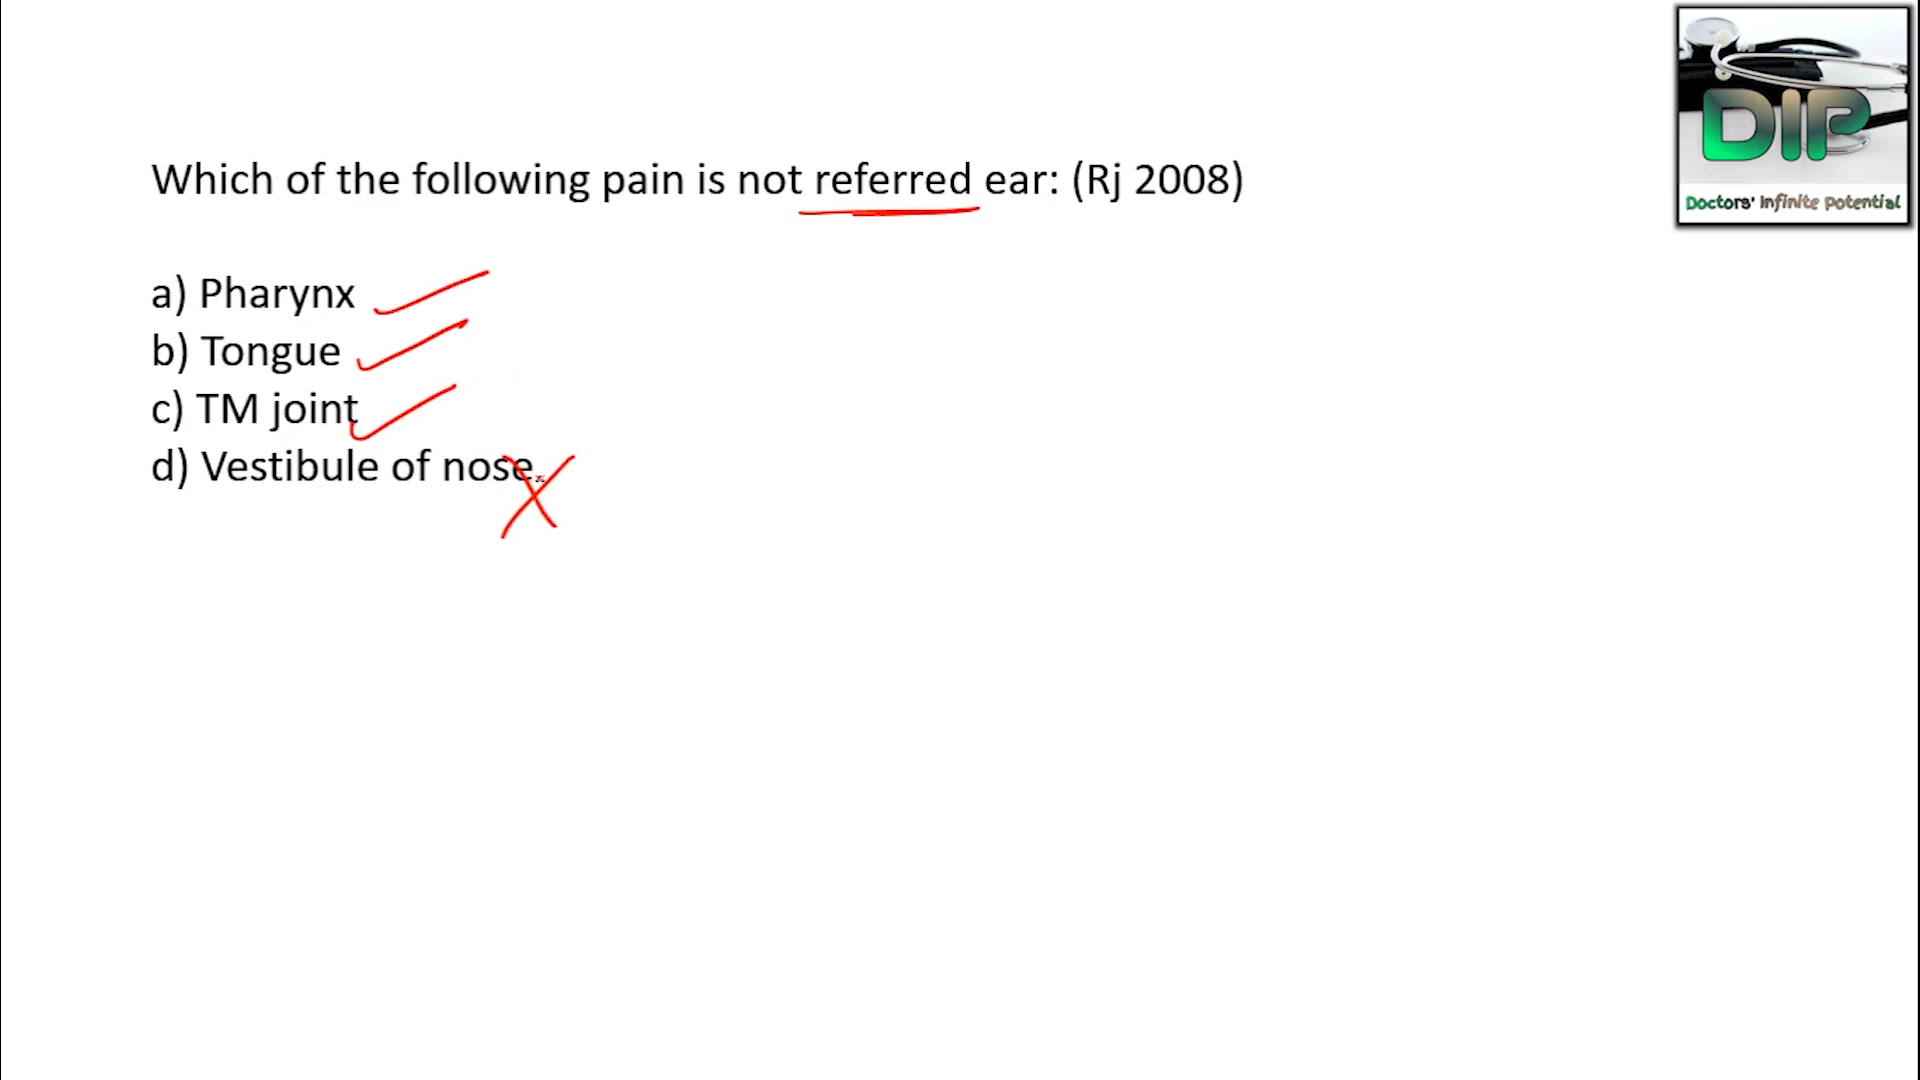 Which of the following pain is not referred ear: (Rj 2008)
a) Pharynx
b) Tongue
c) TM joint
d) Vestibule of nose.
DIP
Doctors' Infinite Potential